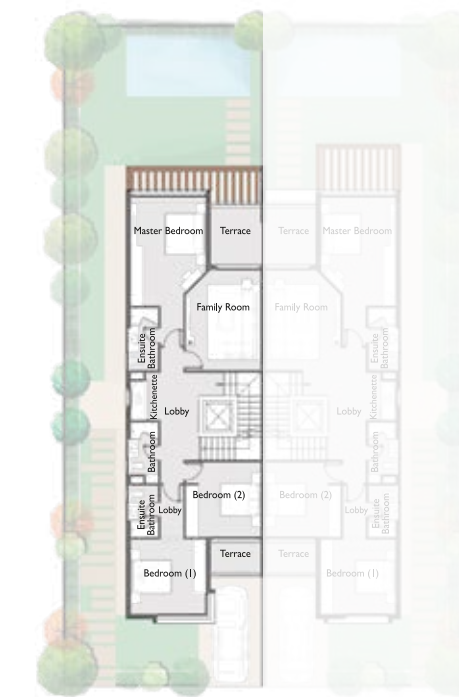 Master Bedroom
Terrace
Terrace
Master Bedroom
Family Room
Family Room
Ensuite
Bathroom
Ensuite
Bathroom
Kitchenette
Lobby
Lobby
Kitchenette
Bathroom
Bathroom
Ensuite
Bathroom
Lobby
Bedroom (2)
Bedroom (2)
Lobby
Ensuite
Bathroom
Terrace
Terrace
Bedroom (1)
Bedroom (1)